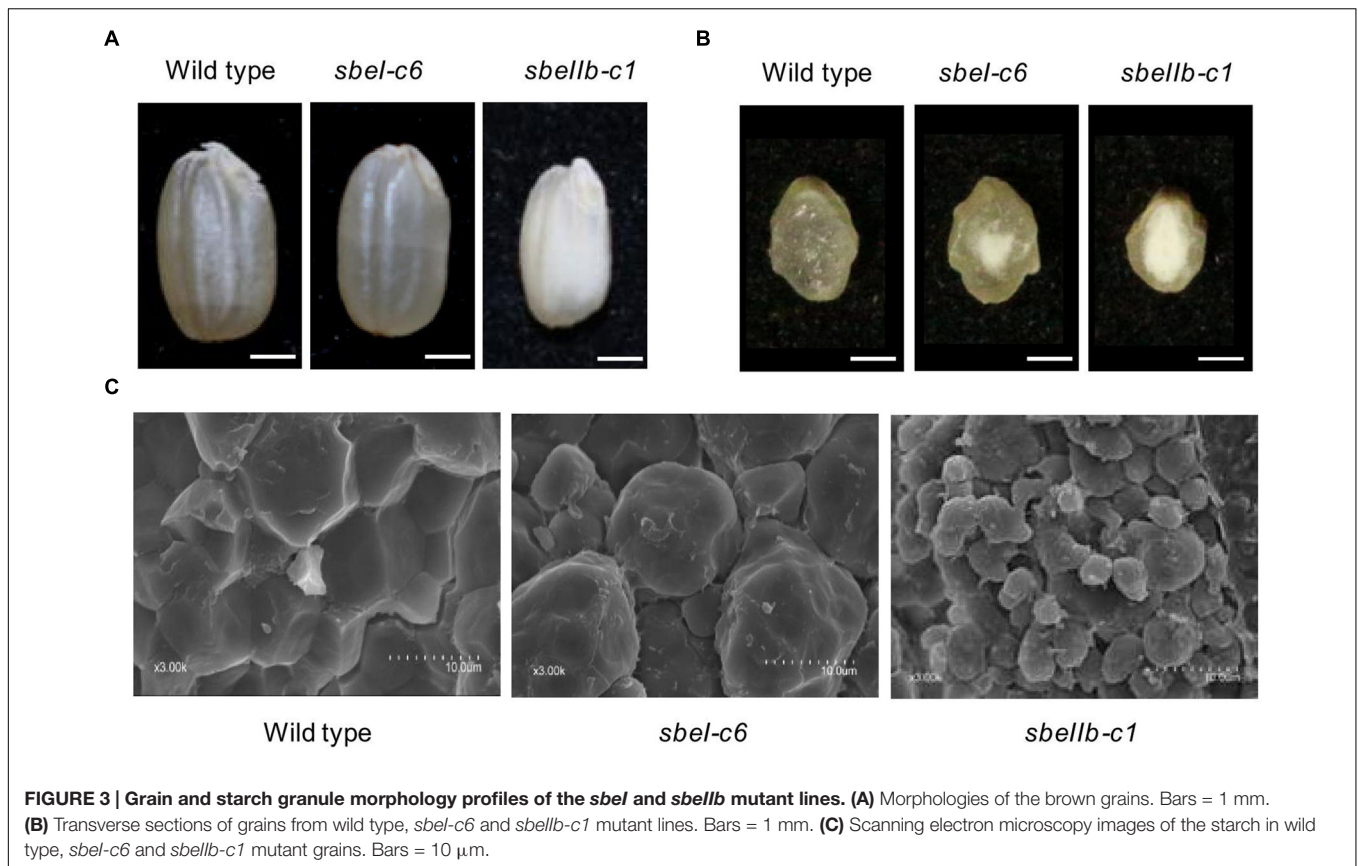 A
B
Wild type sbeI-c6 sbeIIb-c1
Wild type sbeI-c6 sbeIIb-c1
C
x3.00k 10.0um
x3.00k 10.0um
x3.00k 10.0um
Wild type sbeI-c6 sbeIIb-c1
FIGURE 3 | Grain and starch granule morphology profiles of the sbeI and sbeIIb mutant lines. (A) Morphologies of the brown grains. Bars = 1 mm.
(B) Transverse sections of grains from wild type, sbeI-c6 and sbeIIb-c1 mutant lines. Bars = 1 mm. (C) Scanning electron microscopy images of the starch in wild
type, sbeI-c6 and sbeIIb-c1 mutant grains. Bars = 10 μm.